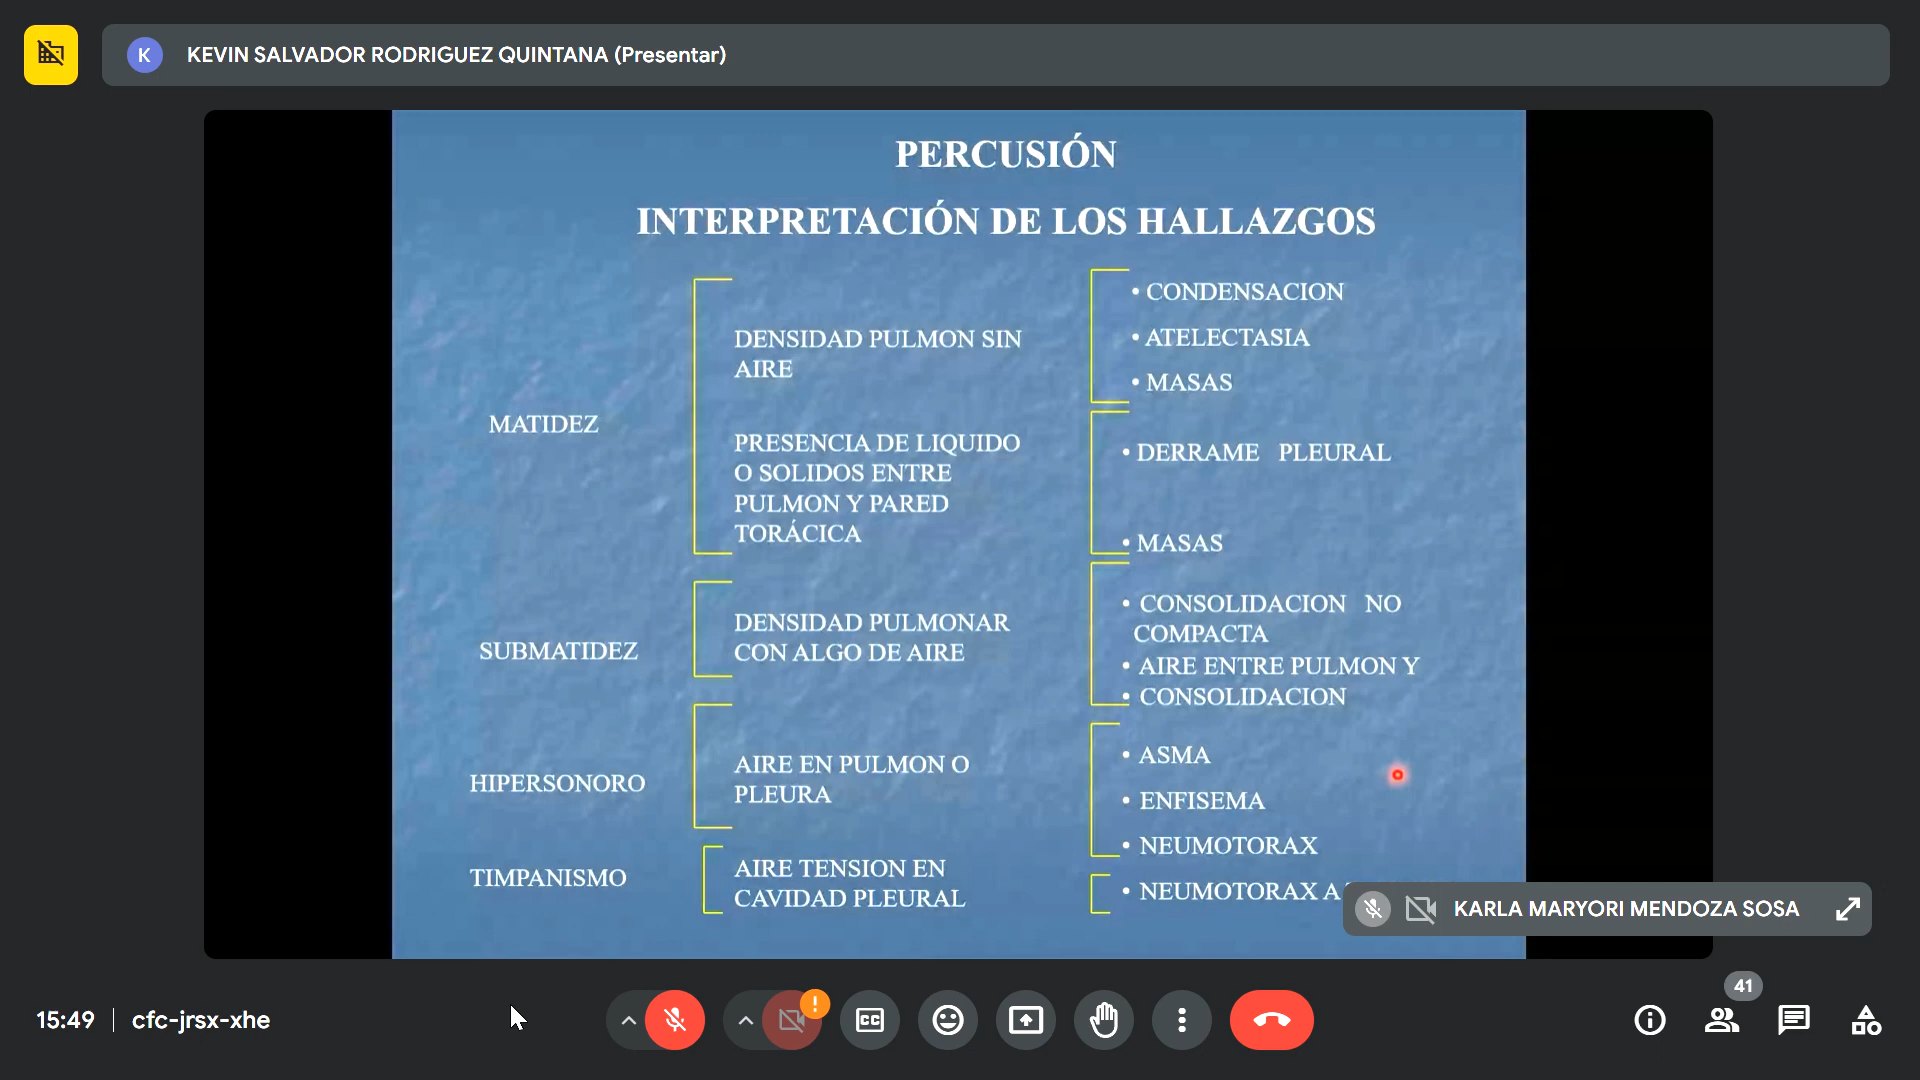 K KEVIN SALVADOR RODRIGUEZ QUINTANA (Presentar)
PERCUSIÓN
INTERPRETACIÓN DE LOS HALLAZGOS
MATIDEZ
DENSIDAD PULMON SIN
AIRE
• CONDENSACION
• ATELECTASIA
• MASAS
PRESENCIA DE LIQUIDO
O SOLIDOS ENTRE
PULMON Y PARED
TORÁCICA
• DERRAME PLEURAL
• MASAS
SUBMATIDEZ
DENSIDAD PULMONAR
CON ALGO DE AIRE
• CONSOLIDACION NO
COMPACTA
• AIRE ENTRE PULMON Y
• CONSOLIDACION
HIPERSONORO
AIRE EN PULMON O
PLEURA
• ASMA
• ENFISEMA
• NEUMOTORAX
TIMPANISMO
AIRE TENSION EN
CAVIDAD PLEURAL
• NEUMOTORAX A
KARLA MARYORI MENDOZA SOSA
15:49 cfc-jrsx-xhe
CC
41